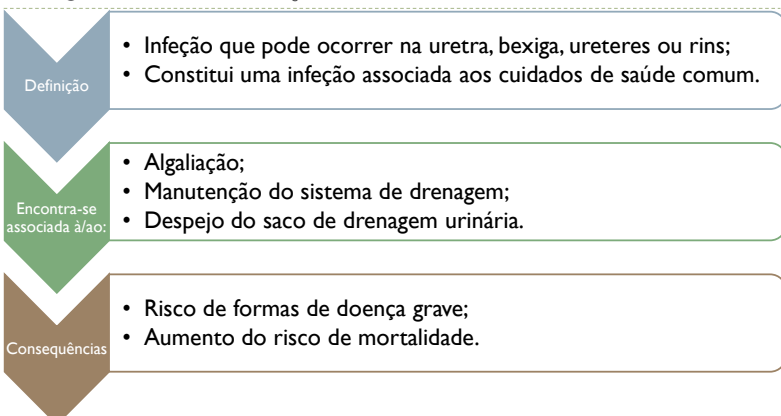 Definição
• Infeção que pode ocorrer na uretra, bexiga, ureteres ou rins;
• Constitui uma infeção associada aos cuidados de saúde comum.
Encontra-se
associada à/ao:
• Algaliação;
• Manutenção do sistema de drenagem;
• Despejo do saco de drenagem urinária.
Consequências
• Risco de formas de doença grave;
• Aumento do risco de mortalidade.